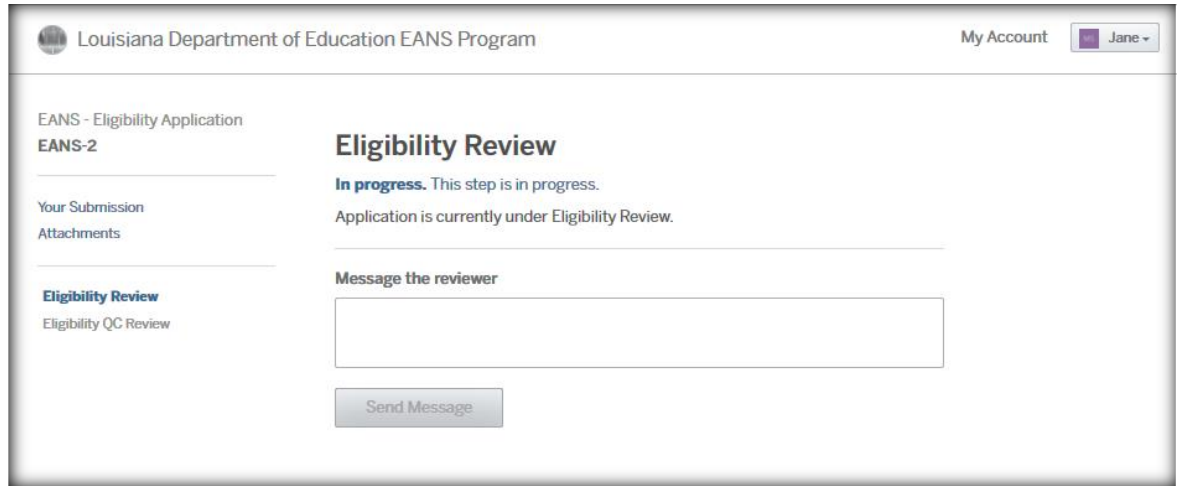 Louisiana Department of Education EANS Program
My Account
Jane
EANS - Eligibility Application
EANS-2
Your Submission
Attachments
Eligibility Review
Eligibility QC Review
Eligibility Review
In progress. This step is in progress.
Application is currently under Eligibility Review.
Message the reviewer
Send Message